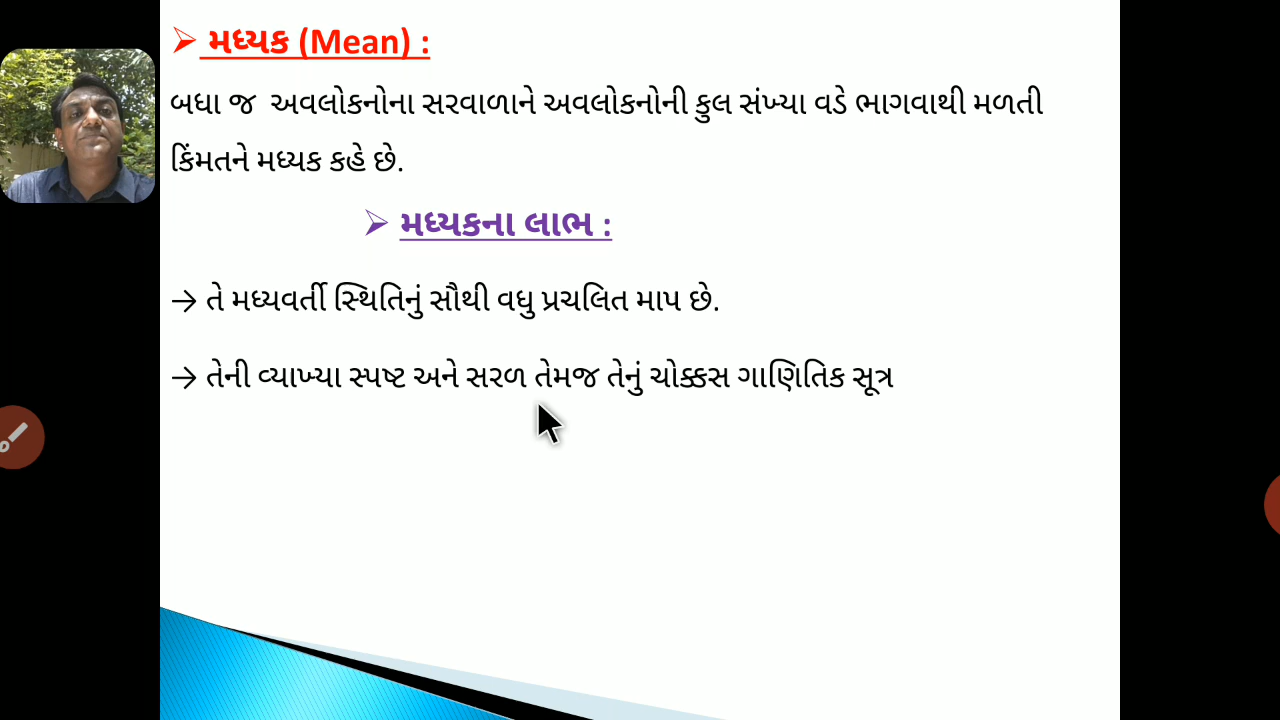 ➢ મધ્યક (Mean) :
બધા જ અવલોકનોના સરવાળાને અવલોકનોની કુલ સંખ્યા વડે ભાગવાથી મળતી
કિંમતને મધ્યક કહે છે.
➢ મધ્યકના લાભ :
→ તે મધ્યવર્તી સ્થિતિનું સૌથી વધુ પ્રચલિત માપ છે.
→ તેની વ્યાખ્યા સ્પષ્ટ અને સરળ તેમજ તેનું ચોક્કસ ગાણિતિક સૂત્ર